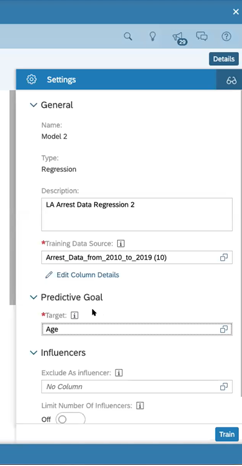 29
Details
Settings
General
Name:
Model 2
Type:
Regression
Description:
LA Arrest Data Regression 2
*Training Data Source:
Arrest_Data_from_2010_to_2019 (10)
Edit Column Details
Predictive Goal
*Target:
Age
Influencers
Exclude As influencer:
No Column
Limit Number Of Influencers:
Off
Train